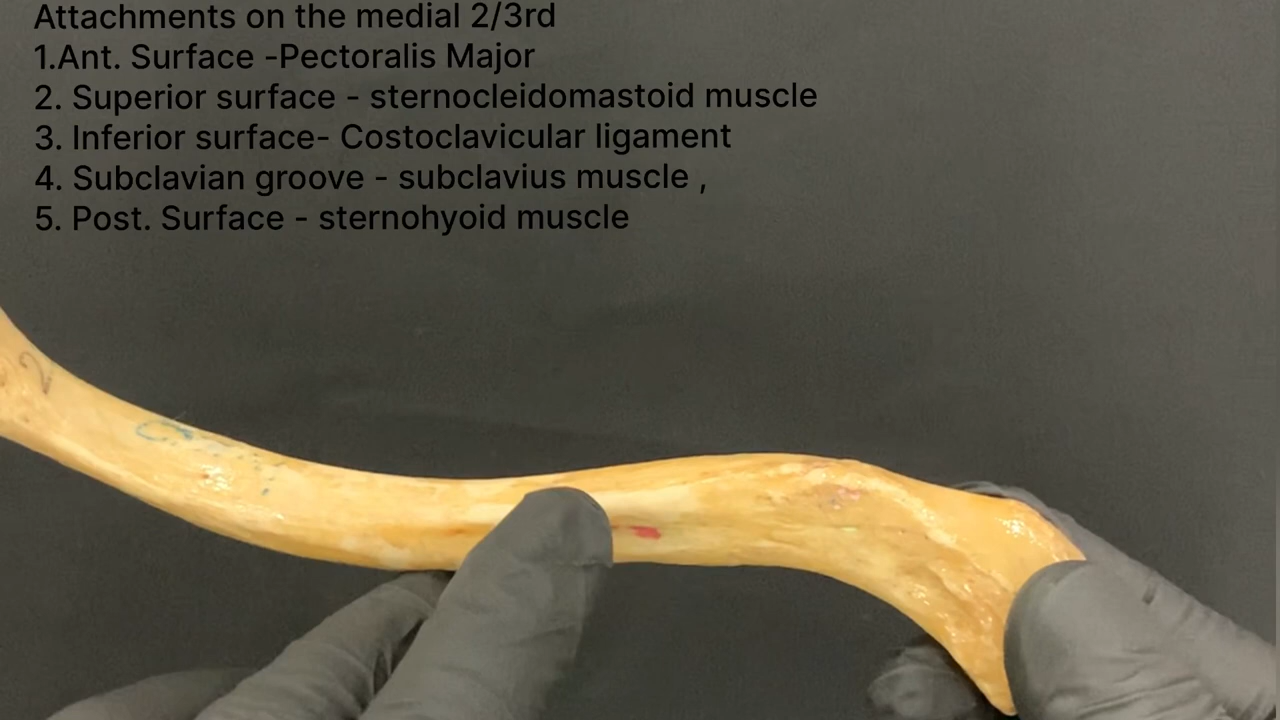 Attachments on the medial 2/3rd
1.Ant. Surface -Pectoralis Major
2. Superior surface - sternocleidomastoid muscle
3. Inferior surface- Costoclavicular ligament
4. Subclavian groove - subclavius muscle ,
5. Post. Surface - sternohyoid muscle
2